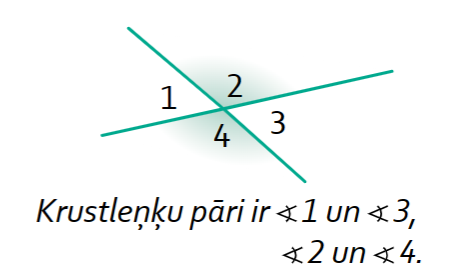 1
2
3
4
Krustleņķu pāri ir ∢1 un ∢3,
∢2 un ∢4.